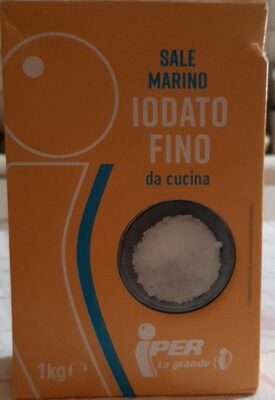 SALE
MARINO
IODATO
FINO
da cucina
iPER
La grande i
1kg e